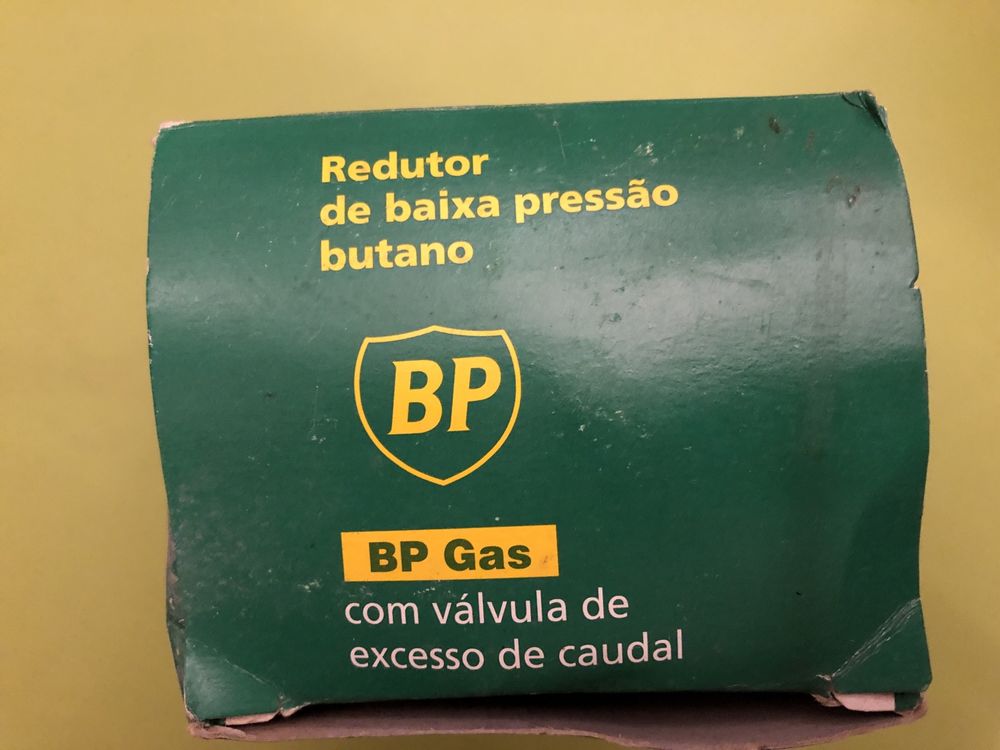 Redutor
de baixa pressão
butano
BP
BP Gas
com válvula de
excesso de caudal